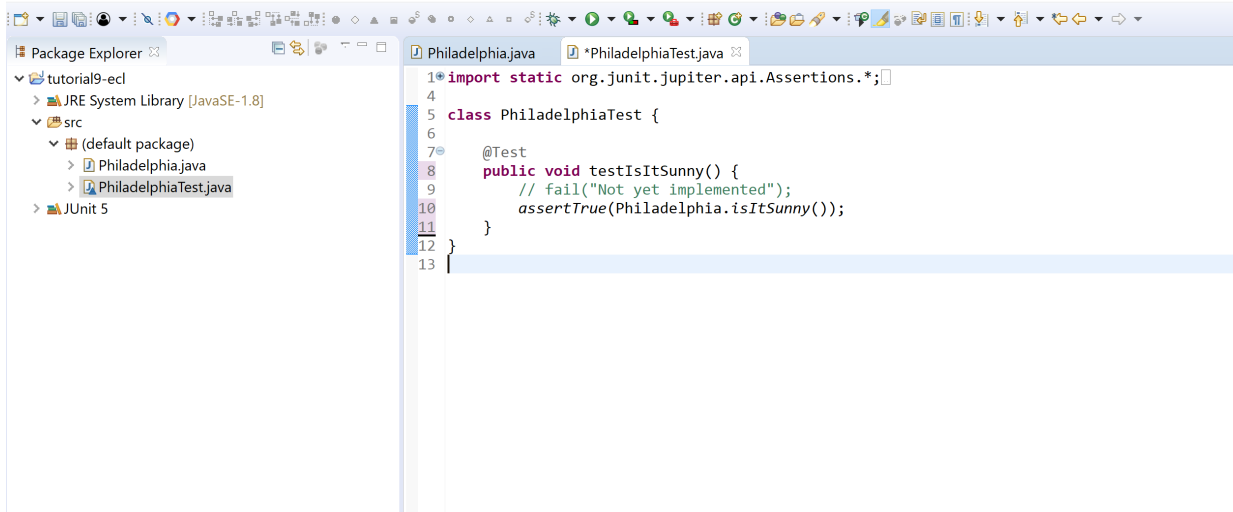 Package Explorer
tutorial9-ecl
JRE System Library [JavaSE-1.8]
src
(default package)
Philadelphia.java
PhiladelphiaTest.java
JUnit 5
Philadelphia.java *PhiladelphiaTest.java
1 import static org.junit.jupiter.api.Assertions.*;
4
5 class PhiladelphiaTest {
6
7 @Test
8 public void testIsItSunny() {
9 // fail("Not yet implemented");
10 assertTrue(Philadelphia.isItSunny());
11 }
12 }
13